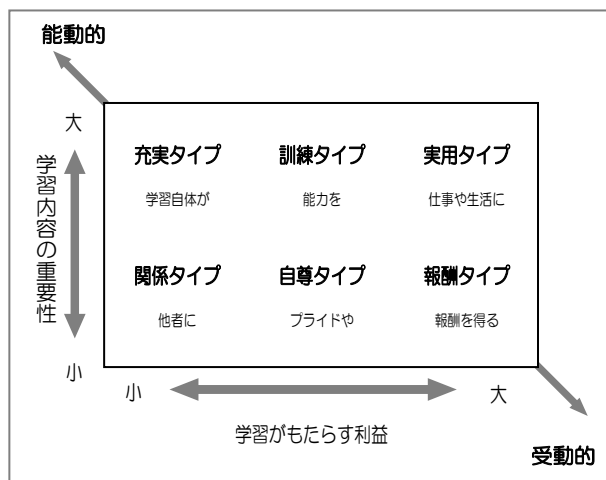 能動的
大
充実タイプ 訓練タイプ 実用タイプ
学習自体が 能力を 仕事や生活に
学習内容の重要性
関係タイプ 自尊タイプ 報酬タイプ
他者に プライドや 報酬を得る
小
小 大
学習がもたらす利益
受動的